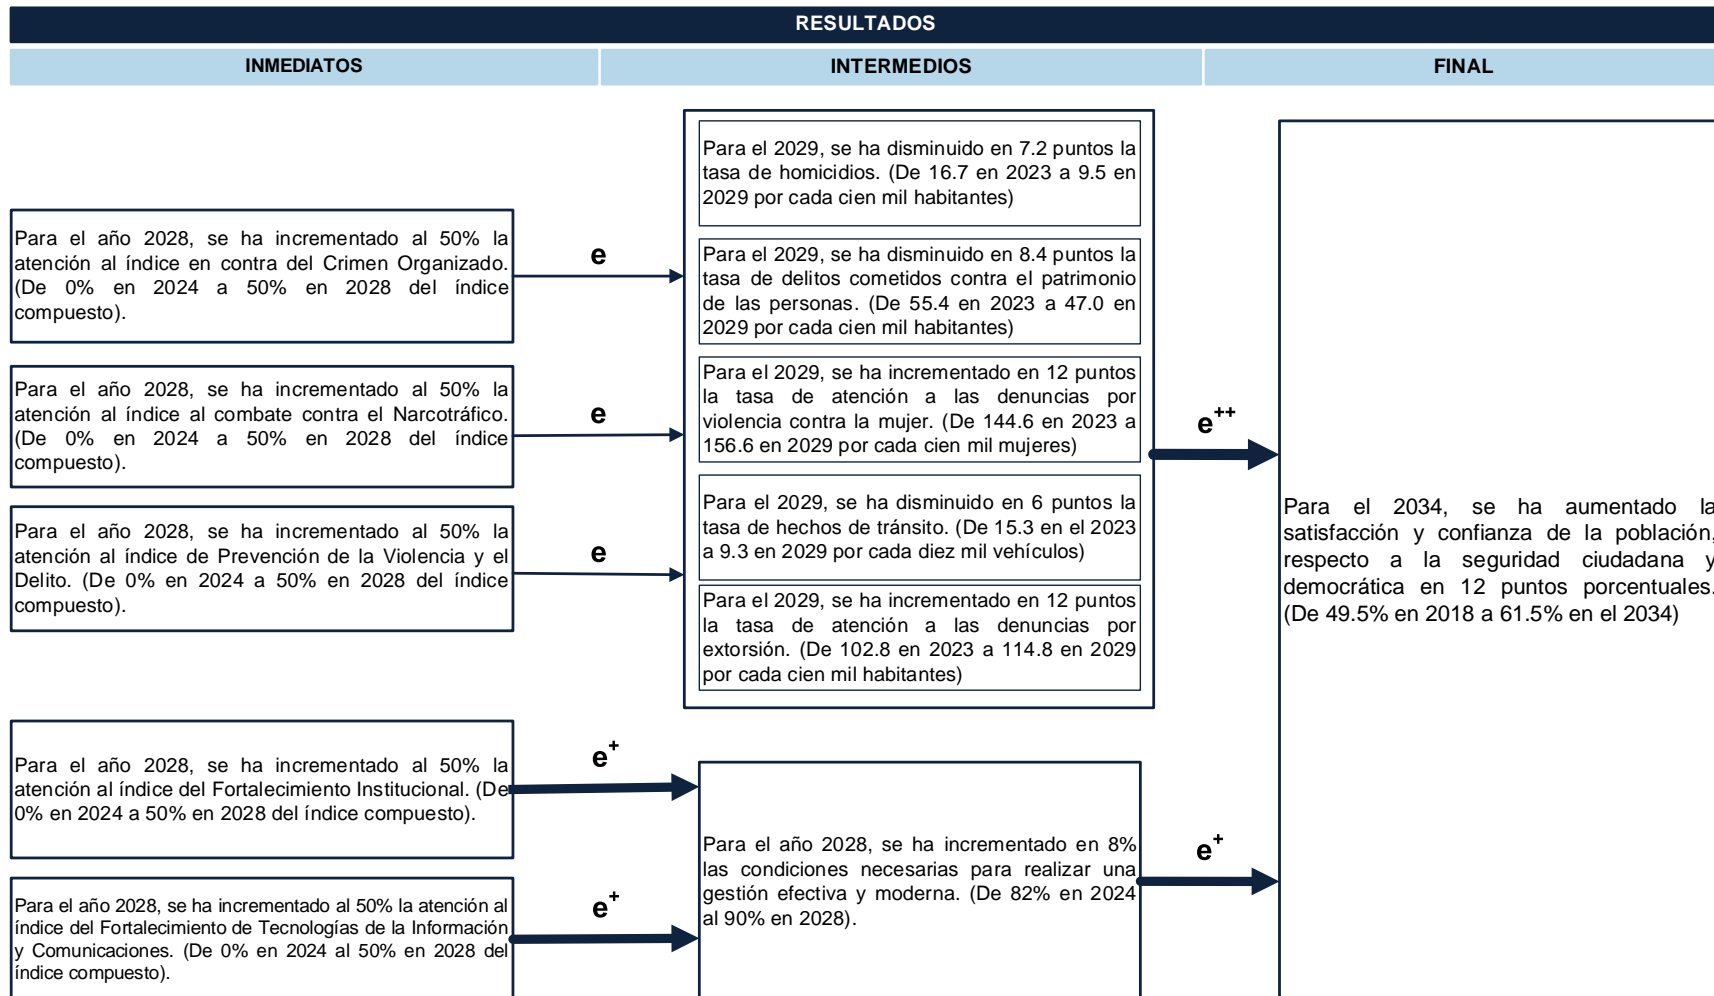 RESULTADOS
INMEDIATOS
INTERMEDIOS
FINAL
Para el año 2028, se ha incrementado al 50% la
atención al índice en contra del Crimen Organizado.
(De 0% en 2024 a 50% en 2028 del índice
compuesto).
e
Para el año 2028, se ha incrementado al 50% la
atención al índice al combate contra el Narcotráfico.
(De 0% en 2024 a 50% en 2028 del índice
compuesto).
e
Para el año 2028, se ha incrementado al 50% la
atención al índice de Prevención de la Violencia y el
Delito. (De 0% en 2024 a 50% en 2028 del índice
compuesto).
e
Para el año 2028, se ha incrementado al 50% la
atención al índice del Fortalecimiento Institucional. (De
0% en 2024 a 50% en 2028 del índice compuesto).
e+
Para el año 2028, se ha incrementado al 50% la atención al
índice del Fortalecimiento de Tecnologías de la Información
y Comunicaciones. (De 0% en 2024 al 50% en 2028 del
índice compuesto).
e+
Para el 2029, se ha disminuido en 7.2 puntos la
tasa de homicidios. (De 16.7 en 2023 a 9.5 en
2029 por cada cien mil habitantes)
Para el 2029, se ha disminuido en 8.4 puntos la
tasa de delitos cometidos contra el patrimonio
de las personas. (De 55.4 en 2023 a 47.0 en
2029 por cada cien mil habitantes)
Para el 2029, se ha incrementado en 12 puntos
la tasa de atención a las denuncias por
violencia contra la mujer. (De 144.6 en 2023 a
156.6 en 2029 por cada cien mil mujeres)
Para el 2029, se ha disminuido en 6 puntos la
tasa de hechos de tránsito. (De 15.3 en el 2023
a 9.3 en 2029 por cada diez mil vehículos)
Para el 2029, se ha incrementado en 12 puntos
la tasa de atención a las denuncias por
extorsión. (De 102.8 en 2023 a 114.8 en 2029
por cada cien mil habitantes)
e++
Para el año 2028, se ha incrementado en 8%
las condiciones necesarias para realizar una
gestión efectiva y moderna. (De 82% en 2024
al 90% en 2028).
e+
Para el 2034, se ha aumentado la
satisfacción y confianza de la población,
respecto a la seguridad ciudadana y
democrática en 12 puntos porcentuales.
(De 49.5% en 2018 a 61.5% en el 2034)